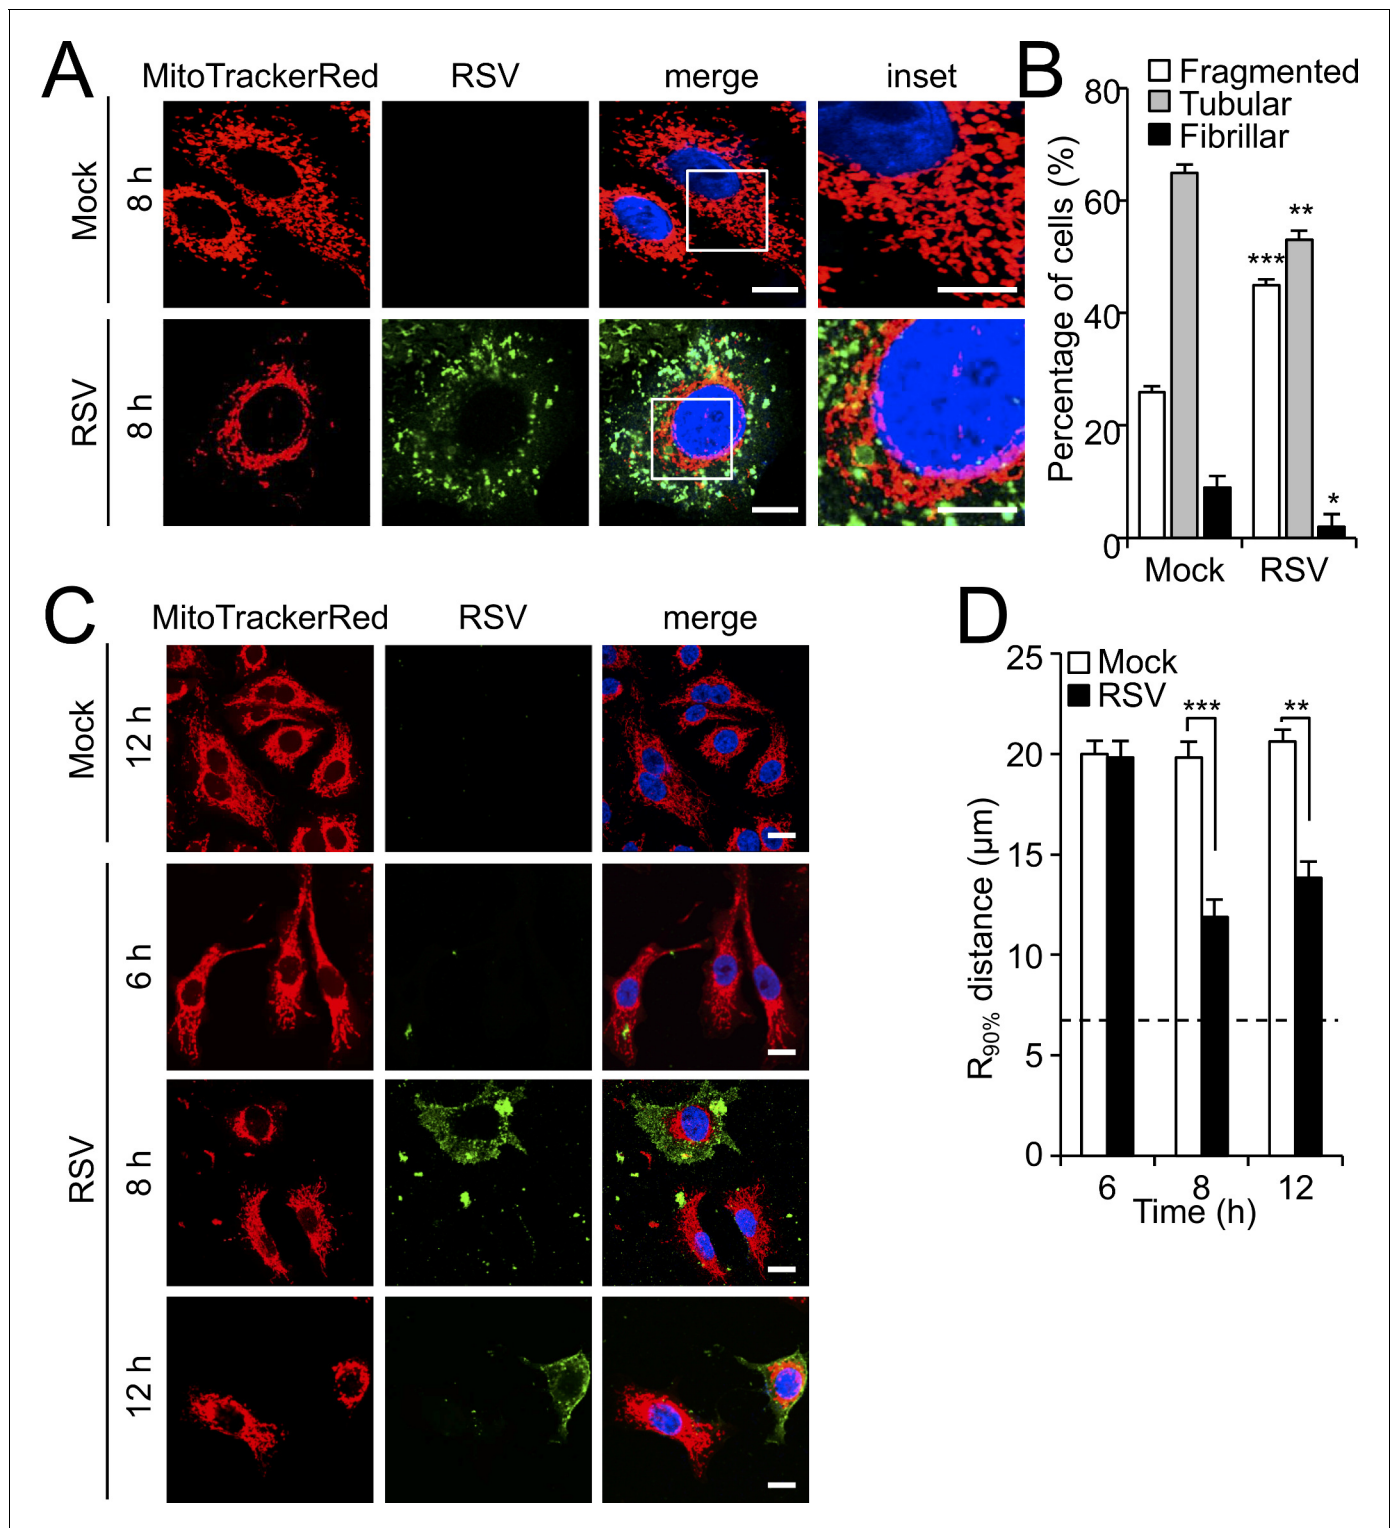 A
MitoTrackerRed RSV merge inset
Mock
8 h
RSV
8 h
B
Fragmented
Tubular
Fibrillar
Percentage of cells (%)
80
60
40
20
0
***
**
*
Mock RSV
C
MitoTrackerRed RSV merge
Mock
12 h
RSV
6 h
8 h
12 h
D
Mock
RSV
R90% distance (μm)
25
20
15
10
5
0
***
**
6 8 12
Time (h)